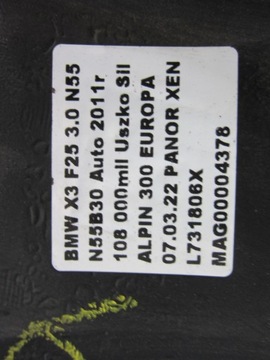 BMW X3 F25 3.0 N55
N55B30 Auto 2011r
108 000mil Uszko Sil
ALPIN 300 EUROPA
07.03.22 PANOR XEN
L731806X
MAG00004378